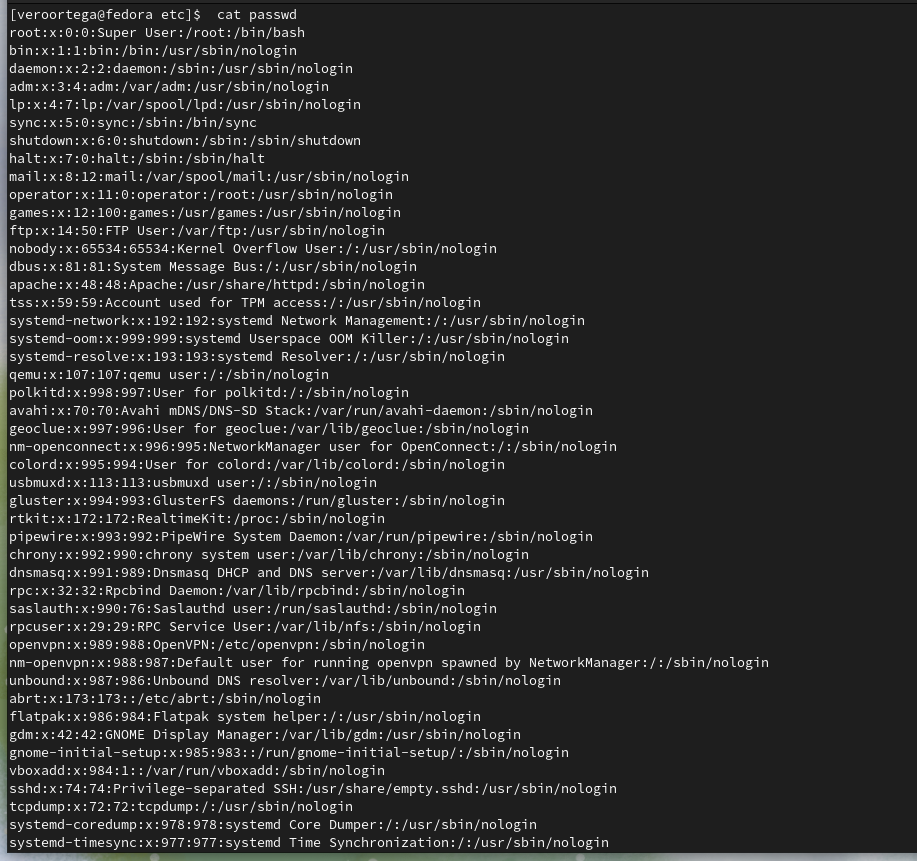 [veroortega@fedora etc]$  cat passwd
root:x:0:0:Super User:/root:/bin/bash
bin:x:1:1:bin:/bin:/usr/sbin/nologin
daemon:x:2:2:daemon:/sbin:/usr/sbin/nologin
adm:x:3:4:adm:/var/adm:/usr/sbin/nologin
lp:x:4:7:lp:/var/spool/lpd:/usr/sbin/nologin
sync:x:5:0:sync:/sbin:/bin/sync
shutdown:x:6:0:shutdown:/sbin:/sbin/shutdown
halt:x:7:0:halt:/sbin:/sbin/halt
mail:x:8:12:mail:/var/spool/mail:/usr/sbin/nologin
operator:x:11:0:operator:/root:/usr/sbin/nologin
games:x:12:100:games:/usr/games:/usr/sbin/nologin
ftp:x:14:50:FTP User:/var/ftp:/usr/sbin/nologin
nobody:x:65534:65534:Kernel Overflow User:/:/usr/sbin/nologin
dbus:x:81:81:System Message Bus:/:/usr/sbin/nologin
apache:x:48:48:Apache:/usr/share/httpd:/sbin/nologin
tss:x:59:59:Account used for TPM access:/:/usr/sbin/nologin
systemd-network:x:192:192:systemd Network Management:/:/usr/sbin/nologin
systemd-oom:x:999:999:systemd Userspace OOM Killer:/:/usr/sbin/nologin
systemd-resolve:x:193:193:systemd Resolver:/:/usr/sbin/nologin
qemu:x:107:107:qemu user:/:/sbin/nologin
polkitd:x:998:997:User for polkitd:/:/sbin/nologin
avahi:x:70:70:Avahi mDNS/DNS-SD Stack:/var/run/avahi-daemon:/sbin/nologin
geoclue:x:997:996:User for geoclue:/var/lib/geoclue:/sbin/nologin
nm-openconnect:x:996:995:NetworkManager user for OpenConnect:/:/sbin/nologin
colord:x:995:994:User for colord:/var/lib/colord:/sbin/nologin
usbmuxd:x:113:113:usbmuxd user:/:/sbin/nologin
gluster:x:994:993:GlusterFS daemons:/run/gluster:/sbin/nologin
rtkit:x:172:172:RealtimeKit:/proc:/sbin/nologin
pipewire:x:993:992:PipeWire System Daemon:/var/run/pipewire:/sbin/nologin
chrony:x:992:990:chrony system user:/var/lib/chrony:/sbin/nologin
dnsmasq:x:991:989:Dnsmasq DHCP and DNS server:/var/lib/dnsmasq:/usr/sbin/nologin
rpc:x:32:32:Rpcbind Daemon:/var/lib/rpcbind:/sbin/nologin
saslauth:x:990:76:Saslauthd user:/run/saslauthd:/sbin/nologin
rpcuser:x:29:29:RPC Service User:/var/lib/nfs:/sbin/nologin
openvpn:x:989:988:OpenVPN:/etc/openvpn:/sbin/nologin
nm-openvpn:x:988:987:Default user for running openvpn spawned by NetworkManager:/:/sbin/nologin
unbound:x:987:986:Unbound DNS resolver:/var/lib/unbound:/sbin/nologin
abrt:x:173:173::/etc/abrt:/sbin/nologin
flatpak:x:986:984:Flatpak system helper:/:/usr/sbin/nologin
gdm:x:42:42:GNOME Display Manager:/var/lib/gdm:/usr/sbin/nologin
gnome-initial-setup:x:985:983::/run/gnome-initial-setup/:/sbin/nologin
vboxadd:x:984:1::/var/run/vboxadd:/sbin/nologin
sshd:x:74:74:Privilege-separated SSH:/usr/share/empty.sshd:/usr/sbin/nologin
tcpdump:x:72:72:tcpdump:/:/usr/sbin/nologin
systemd-coredump:x:978:978:systemd Core Dumper:/:/usr/sbin/nologin
systemd-timesync:x:977:977:systemd Time Synchronization:/:/usr/sbin/nologin